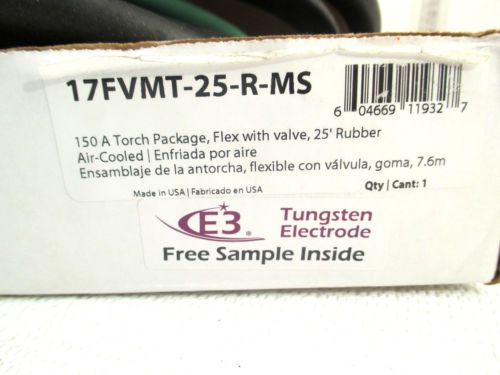 17FVMT-25-R-MS
6 04669 11932 7
150 A Torch Package, Flex with valve, 25' Rubber
Air-Cooled | Enfriada por aire
Ensamblaje de la antorcha, flexible con válvula, goma, 7.6m
Made in USA | Fabricado en USA
Qty | Cant: 1
E3® Tungsten
Electrode
Free Sample Inside